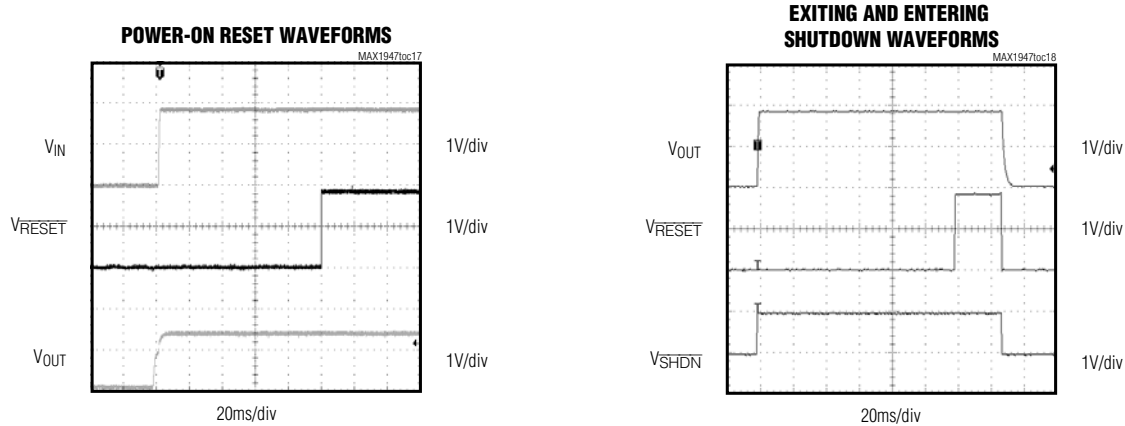 POWER-ON RESET WAVEFORMS
MAX1947toc17
VIN
1V/div
VRESET
1V/div
VOUT
1V/div
20ms/div
EXITING AND ENTERING
SHUTDOWN WAVEFORMS
MAX1947toc18
VOUT
1V/div
VRESET
1V/div
VSHDN
1V/div
20ms/div